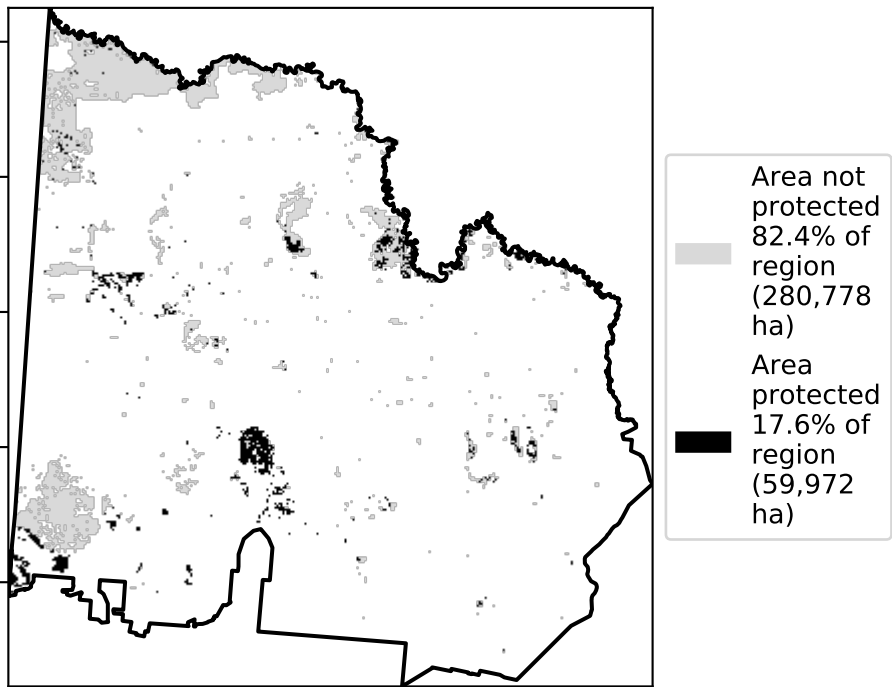 Area not
protected
82.4% of
region
(280,778
ha)
Area
protected
17.6% of
region
(59,972
ha)